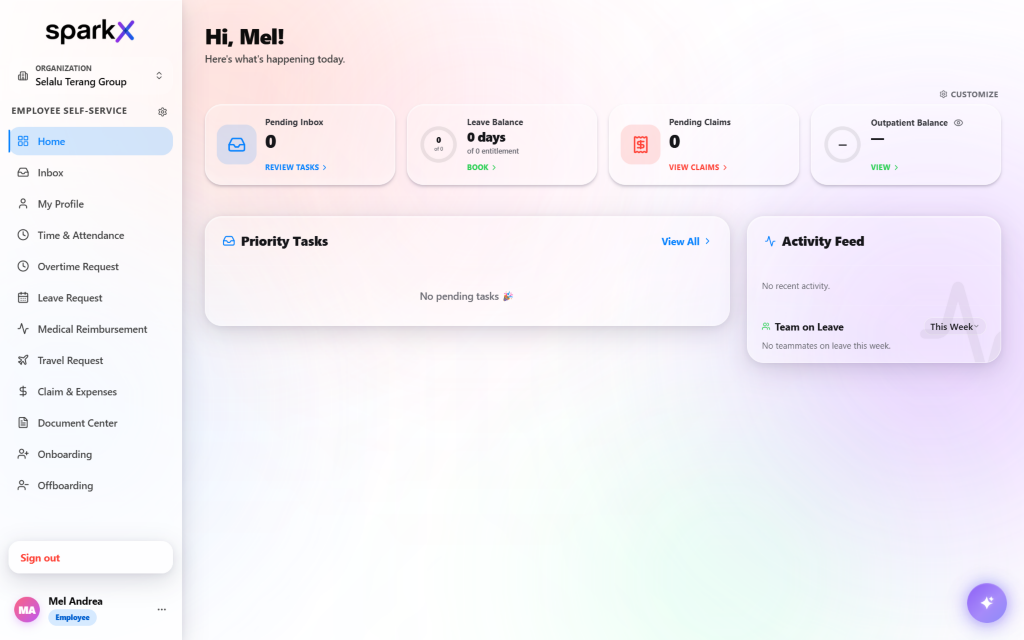 sparkX
ORGANIZATION
Selalu Terang Group
EMPLOYEE SELF-SERVICE
Home
Inbox
My Profile
Time & Attendance
Overtime Request
Leave Request
Medical Reimbursement
Travel Request
Claim & Expenses
Document Center
Onboarding
Offboarding
Sign out
MA
Mel Andrea
Employee
Hi, Mel!
Here's what's happening today.
CUSTOMIZE
Pending Inbox
0
REVIEW TASKS
0
of 0
Leave Balance
0 days
of 0 entitlement
BOOK
Pending Claims
0
VIEW CLAIMS
—
Outpatient Balance
—
VIEW
Priority Tasks
View All
No pending tasks 🎉
Activity Feed
No recent activity.
Team on Leave
This Week
No teammates on leave this week.